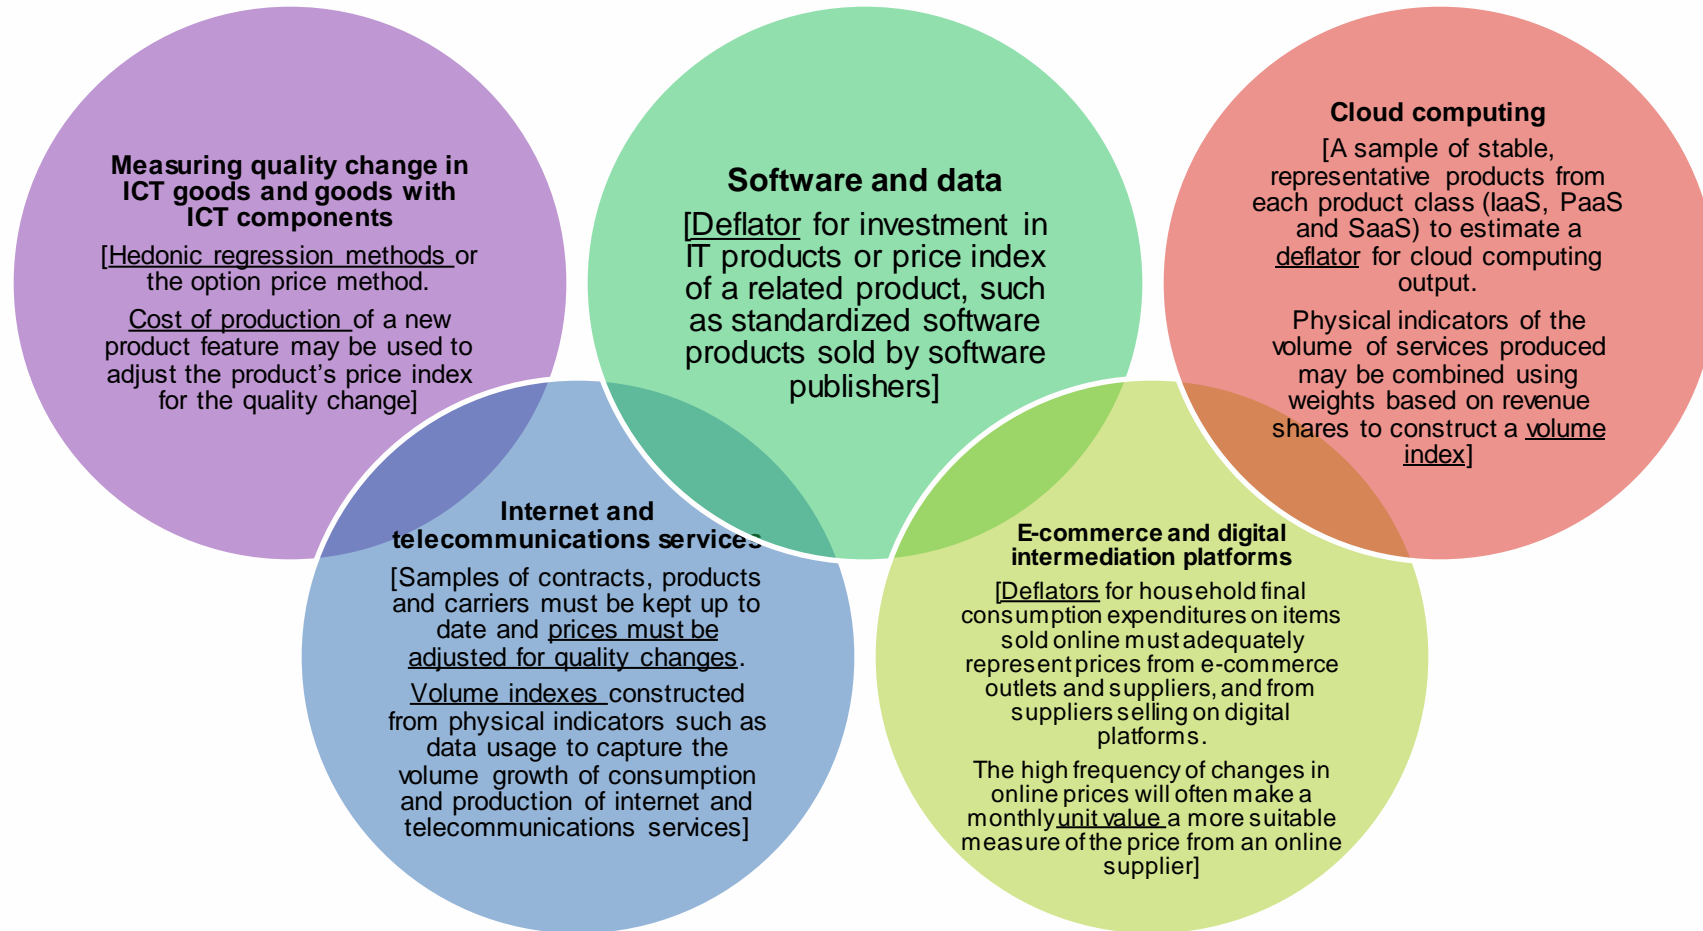 Measuring quality change in
ICT goods and goods with
ICT components
[Hedonic regression methods or
the option price method.
Cost of production of a new
product feature may be used to
adjust the product’s price index
for the quality change]
Software and data
[Deflator for investment in
IT products or price index
of a related product, such
as standardized software
products sold by software
publishers]
Cloud computing
[A sample of stable,
representative products from
each product class (IaaS, PaaS
and SaaS) to estimate a
deflator for cloud computing
output.
Physical indicators of the
volume of services produced
may be combined using
weights based on revenue
shares to construct a volume
index]
Internet and
telecommunications services
[Samples of contracts, products
and carriers must be kept up to
date and prices must be
adjusted for quality changes.
Volume indexes constructed
from physical indicators such as
data usage to capture the
volume growth of consumption
and production of internet and
telecommunications services]
E-commerce and digital
intermediation platforms
[Deflators for household final
consumption expenditures on items
sold online must adequately
represent prices from e-commerce
outlets and suppliers, and from
suppliers selling on digital
platforms.
The high frequency of changes in
online prices will often make a
monthly unit value a more suitable
measure of the price from an online
supplier]